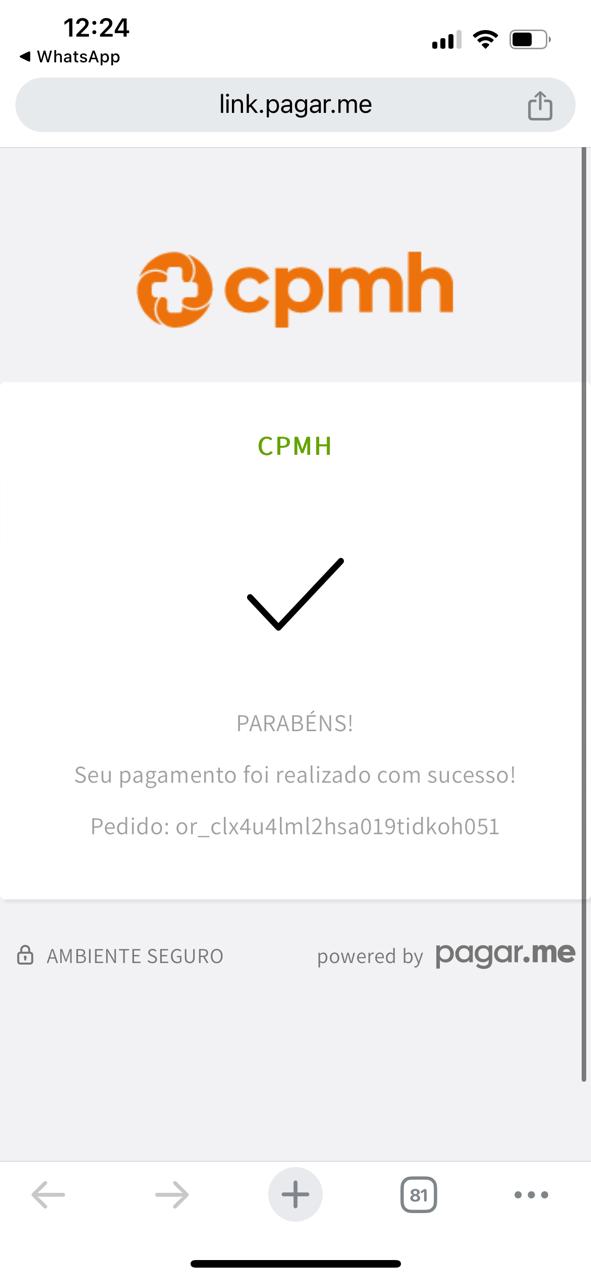 12:24
◀ WhatsApp
link.pagar.me
cpmh
CPMH
PARABÉNS!
Seu pagamento foi realizado com sucesso!
Pedido: or_clx4u4lml2hsa019tidkoh051
AMBIENTE SEGURO
powered by pagar.me
81